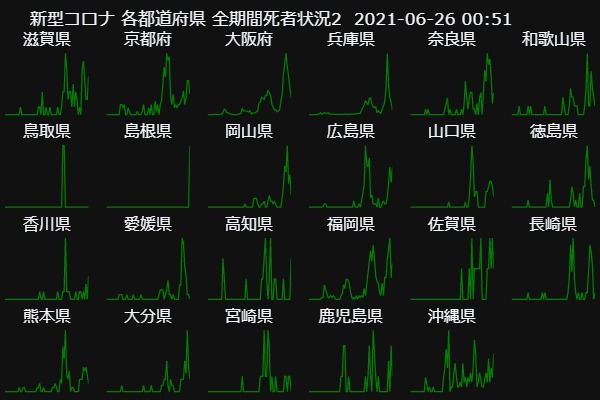 新型コロナ 各都道府県 全期間死者状況2 2021-06-26 00:51
滋賀県 京都府 大阪府 兵庫県 奈良県 和歌山県
鳥取県 島根県 岡山県 広島県 山口県 徳島県
香川県 愛媛県 高知県 福岡県 佐賀県 長崎県
熊本県 大分県 宮崎県 鹿児島県 沖縄県